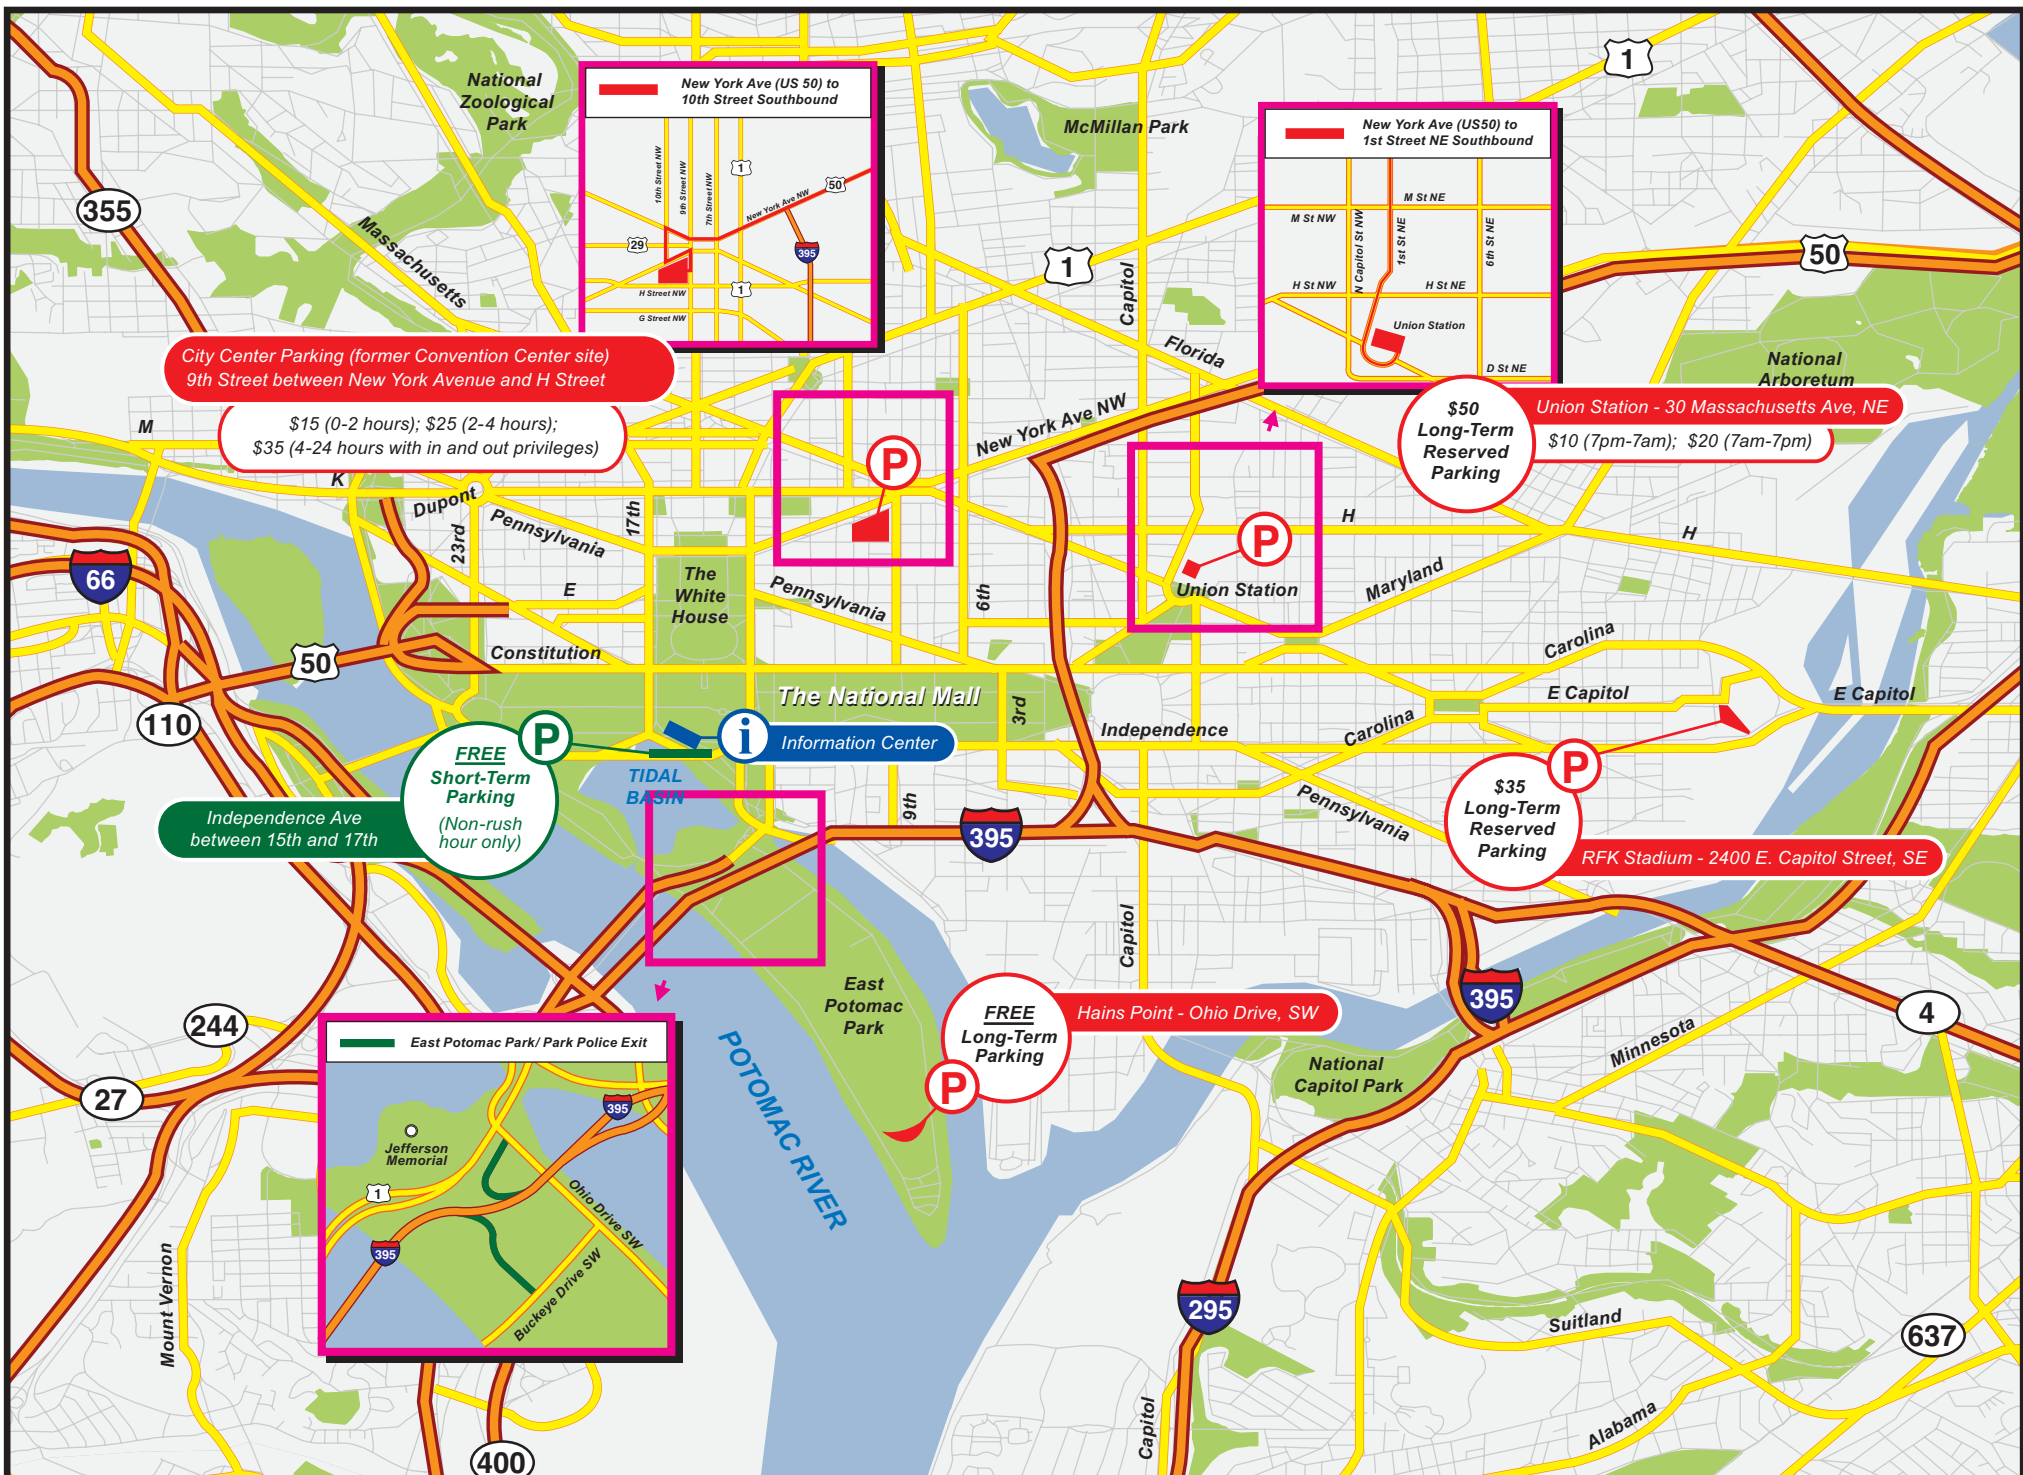 National
Zoological
Park
New York Ave (US 50) to
10th Street Southbound
10th Street NW
9th Street NW
7th Street NW
1
New York Ave NW
50
29
395
H Street NW
1
G Street NW
McMillan Park
1
New York Ave (US50) to
1st Street NE Southbound
M St NE
M St NW
N Capitol St NW
1st St NE
6th St NE
H St NW
H St NE
Union Station
D St NE
355
Massachusetts
1
Capitol
50
Florida
National
Arboretum
City Center Parking (former Convention Center site)
9th Street between New York Avenue and H Street
$15 (0-2 hours); $25 (2-4 hours);
$35 (4-24 hours with in and out privileges)
M
K
Dupont
New York Ave NW
P
$50
Long-Term
Reserved
Parking
Union Station - 30 Massachusetts Ave, NE
$10 (7pm-7am); $20 (7am-7pm)
23rd
Pennsylvania
17th
H
H
P
66
The
White
House
E
Pennsylvania
6th
Union Station
Maryland
50
Constitution
Carolina
The National Mall
3rd
E Capitol
E Capitol
110
Independence
Carolina
FREE
Short-Term
Parking
(Non-rush
hour only)
P
i
Information Center
TIDAL
BASIN
Independence Ave
between 15th and 17th
9th
395
Pennsylvania
P
$35
Long-Term
Reserved
Parking
RFK Stadium - 2400 E. Capitol Street, SE
Capitol
East
Potomac
Park
FREE
Long-Term
Parking
Hains Point - Ohio Drive, SW
P
395
4
244
27
National
Capitol Park
Minnesota
POTOMAC RIVER
East Potomac Park/ Park Police Exit
395
Jefferson
Memorial
1
Ohio Drive SW
395
Buckeye Drive SW
Mount Vernon
295
Suitland
637
Capitol
Alabama
400